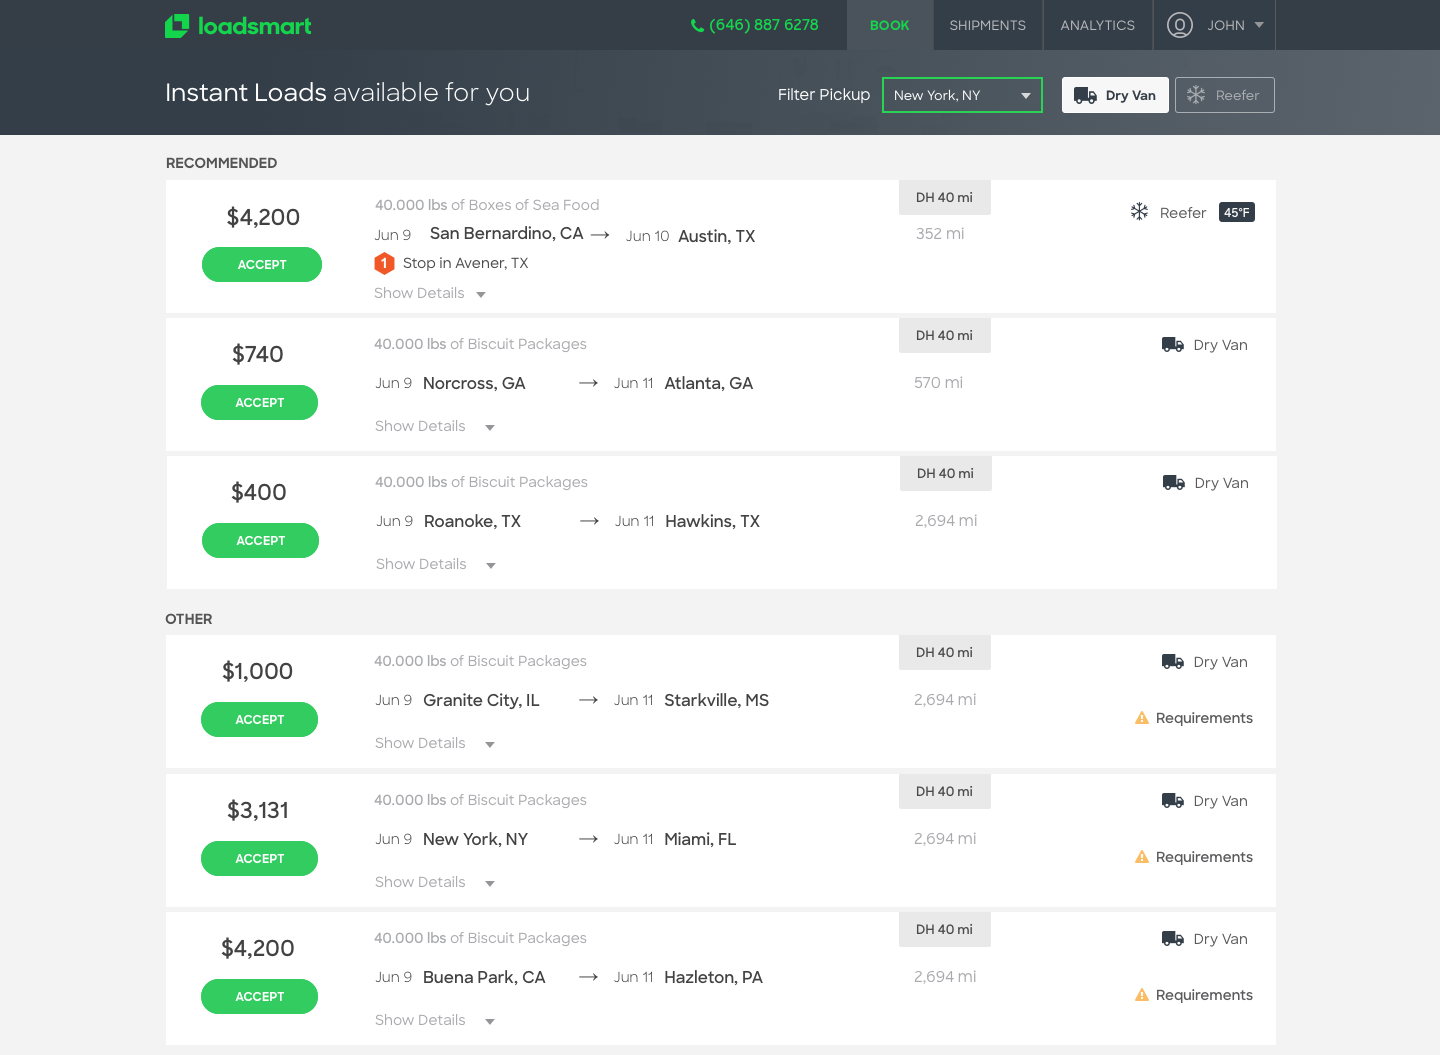 loadsmart
(646) 887 6278
BOOK
SHIPMENTS
ANALYTICS
JOHN
Instant Loads available for you
Filter Pickup
New York, NY
Dry Van
Reefer
RECOMMENDED
$4,200
ACCEPT
40.000 lbs of Boxes of Sea Food
Jun 9 San Bernardino, CA → Jun 10 Austin, TX
1 Stop in Avener, TX
Show Details
DH 40 mi
352 mi
Reefer 45°F
$740
ACCEPT
40.000 lbs of Biscuit Packages
Jun 9 Norcross, GA → Jun 11 Atlanta, GA
Show Details
DH 40 mi
570 mi
Dry Van
$400
ACCEPT
40.000 lbs of Biscuit Packages
Jun 9 Roanoke, TX → Jun 11 Hawkins, TX
Show Details
DH 40 mi
2,694 mi
Dry Van
OTHER
$1,000
ACCEPT
40.000 lbs of Biscuit Packages
Jun 9 Granite City, IL → Jun 11 Starkville, MS
Show Details
DH 40 mi
2,694 mi
Dry Van
Requirements
$3,131
ACCEPT
40.000 lbs of Biscuit Packages
Jun 9 New York, NY → Jun 11 Miami, FL
Show Details
DH 40 mi
2,694 mi
Dry Van
Requirements
$4,200
ACCEPT
40.000 lbs of Biscuit Packages
Jun 9 Buena Park, CA → Jun 11 Hazleton, PA
Show Details
DH 40 mi
2,694 mi
Dry Van
Requirements